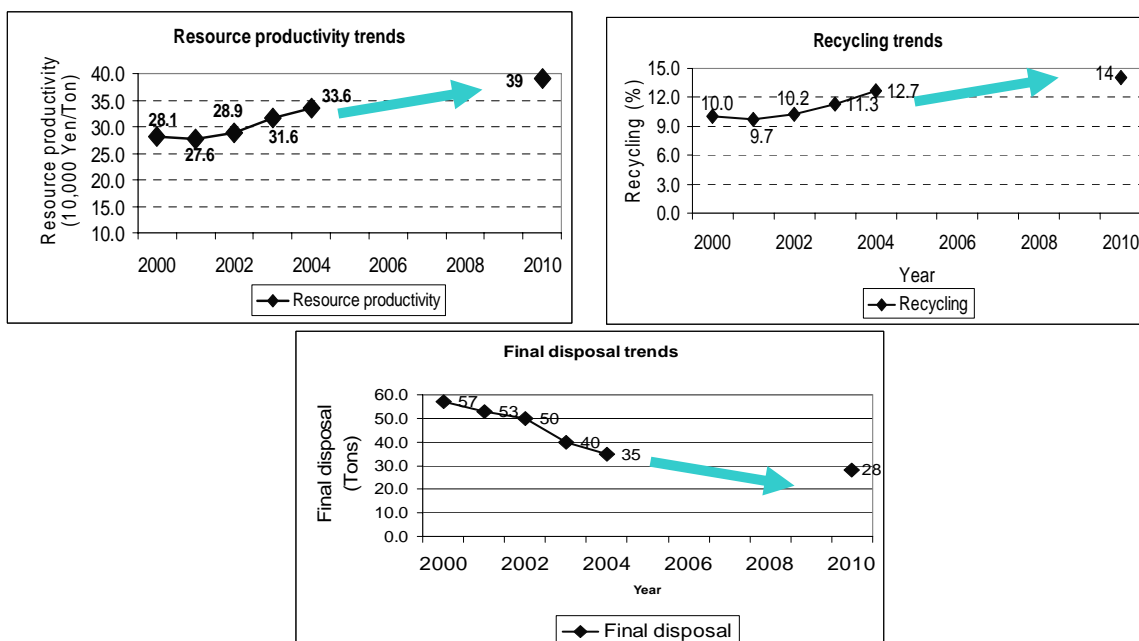 Resource productivity trends
Resource productivity
(10,000 Yen/Ton)
40.0
35.0
30.0
25.0
20.0
15.0
10.0
28.1
27.6
28.9
31.6
33.6
39
2000 2002 2004 2006 2008 2010
Resource productivity
Recycling trends
Recycling (%)
15.0
12.0
9.0
6.0
3.0
0.0
10.0
9.7
10.2
11.3
12.7
14
2000 2002 2004 2006 2008 2010
Year
Recycling
Final disposal trends
Final disposal
(Tons)
60.0
50.0
40.0
30.0
20.0
10.0
0.0
57
53
50
40
35
28
2000 2002 2004 2006 2008 2010
Year
Final disposal